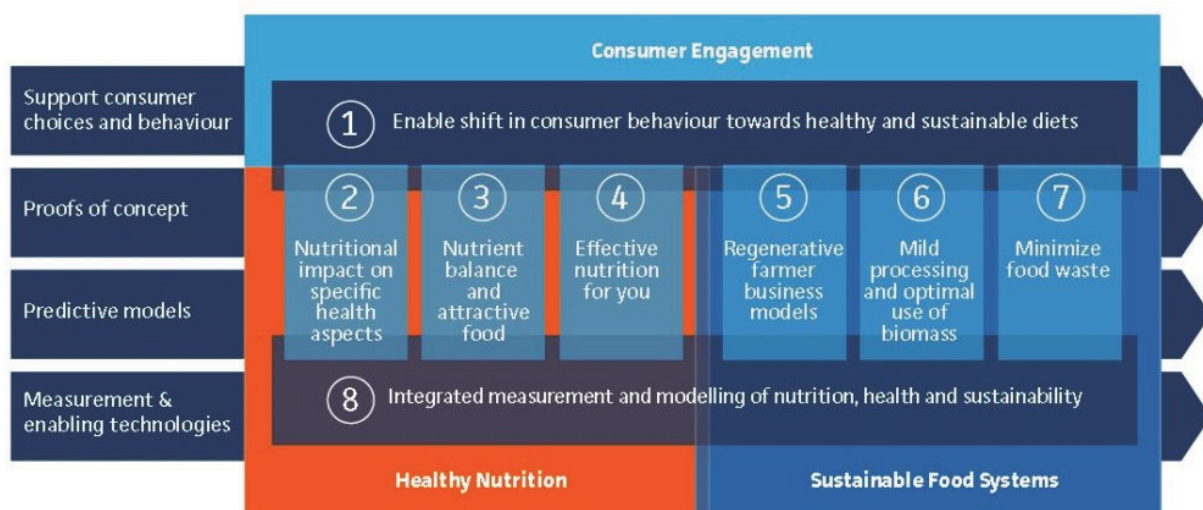 Consumer Engagement
Support consumer
choices and behaviour
1
Enable shift in consumer behaviour towards healthy and sustainable diets
Proofs of concept
Predictive models
Measurement &
enabling technologies
2
Nutritional
impact on
specific
health
aspects
3
Nutrient
balance
and
attractive
food
4
Effective
nutrition
for you
5
Regenerative
farmer
business
models
6
Mild
processing
and optimal
use of
biomass
7
Minimize
food waste
8
Integrated measurement and modelling of nutrition, health and sustainability
Healthy Nutrition
Sustainable Food Systems